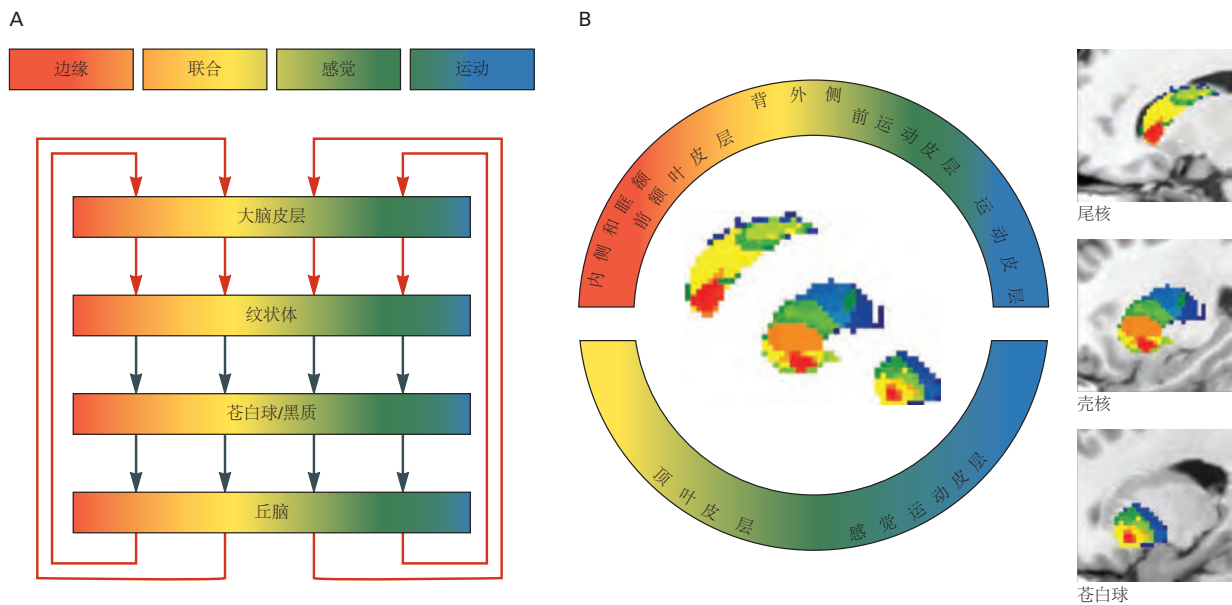 A
边缘
联合
感觉
运动
大脑皮层
纹状体
苍白球/黑质
丘脑
B
内侧和眶额
前额叶皮层
背外侧
前运动皮层
运动皮层
顶叶皮层
感觉运动皮层
尾核
壳核
苍白球